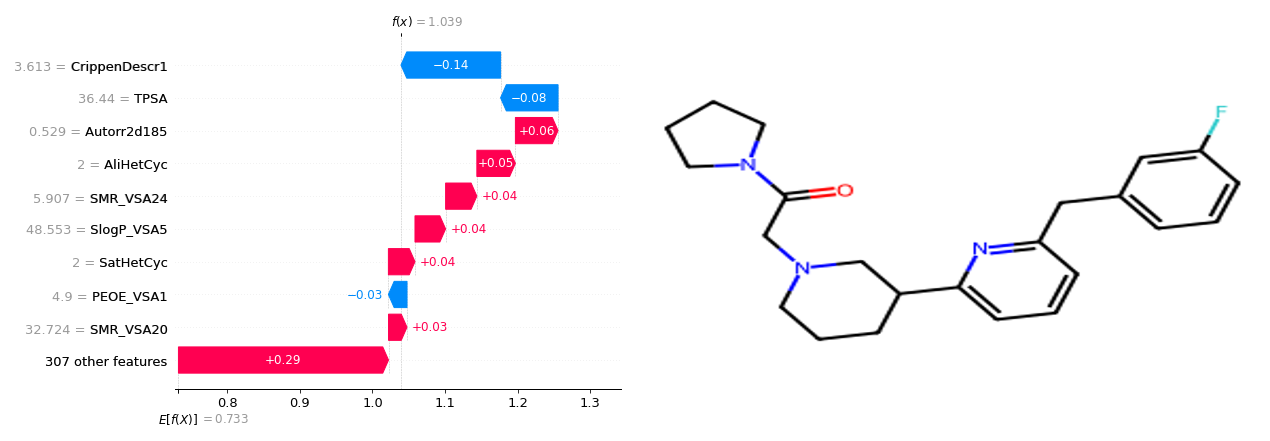 f(x) = 1.039
3.613 = CrippenDescr1
−0.14
36.44 = TPSA
−0.08
0.529 = Autorr2d185
+0.06
2 = AliHetCyc
+0.05
5.907 = SMR_VSA24
+0.04
48.553 = SlogP_VSA5
+0.04
2 = SatHetCyc
+0.04
4.9 = PEOE_VSA1
−0.03
32.724 = SMR_VSA20
+0.03
307 other features
+0.29
0.8 0.9 1.0 1.1 1.2 1.3
E[f(X)] = 0.733
F
N
O
N
N